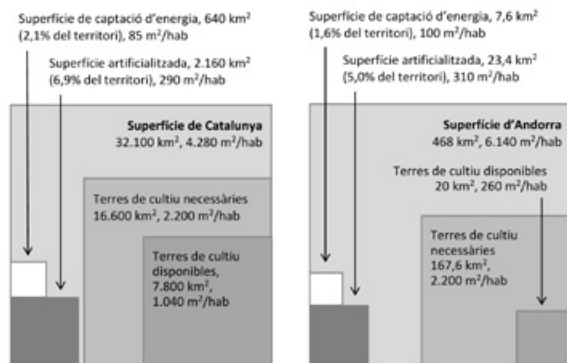 Superfície de captació d'energia, 640 km²
(2,1% del territori), 85 m²/hab
Superfície artificialitzada, 2.160 km²
(6,9% del territori), 290 m²/hab
Superfície de Catalunya
32.100 km², 4.280 m²/hab
Terres de cultiu necessàries
16.600 km², 2.200 m²/hab
Terres de cultiu
disponibles,
7.800 km²,
1.040 m²/hab
Superfície de captació d'energia, 7,6 km²
(1,6% del territori), 100 m²/hab
Superfície artificialitzada, 23,4 km²
(5,0% del territori), 310 m²/hab
Superfície d'Andorra
468 km², 6.140 m²/hab
Terres de cultiu disponibles
20 km², 260 m²/hab
Terres de cultiu
necessàries
167,6 km²,
2.200 m²/hab